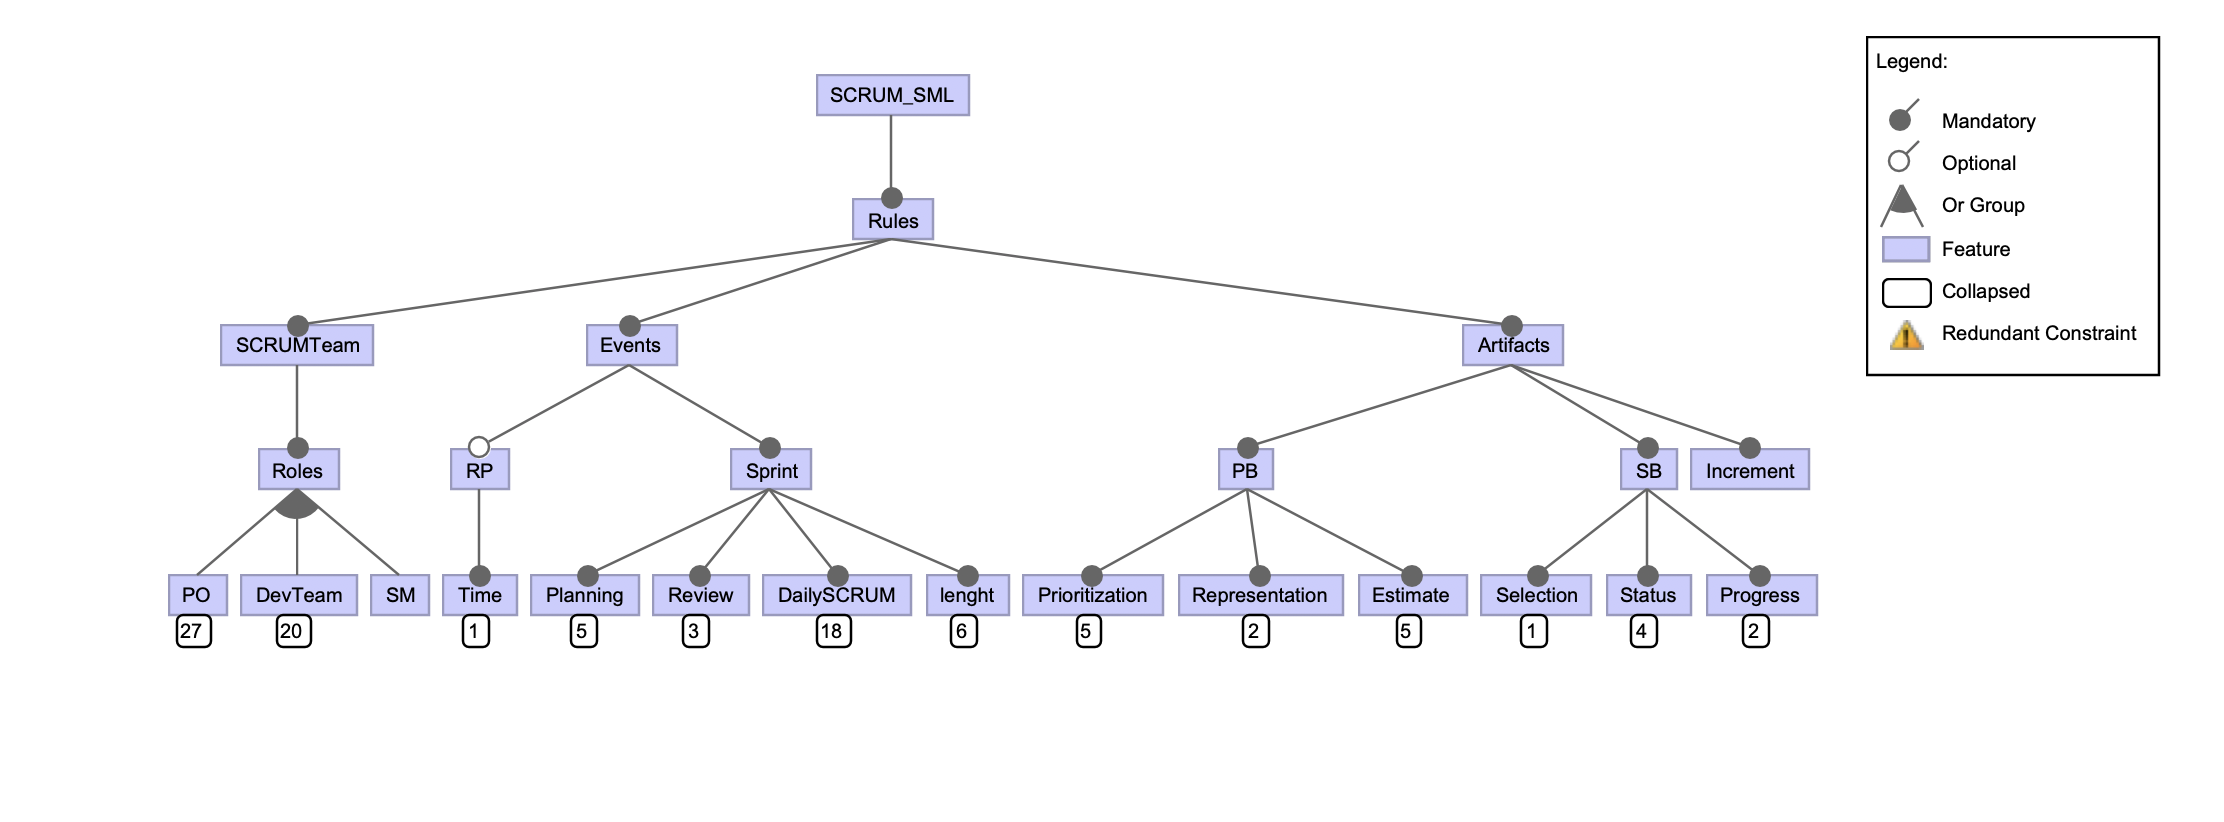 SCRUM_SML
Rules
SCRUMTeam
Events
Artifacts
Roles
RP
Sprint
PB
SB
Increment
PO
DevTeam
SM
Time
Planning
Review
DailySCRUM
lenght
Prioritization
Representation
Estimate
Selection
Status
Progress
27
20
1
5
3
18
6
5
2
5
1
4
2
Legend:
Mandatory
Optional
Or Group
Feature
Collapsed
Redundant Constraint